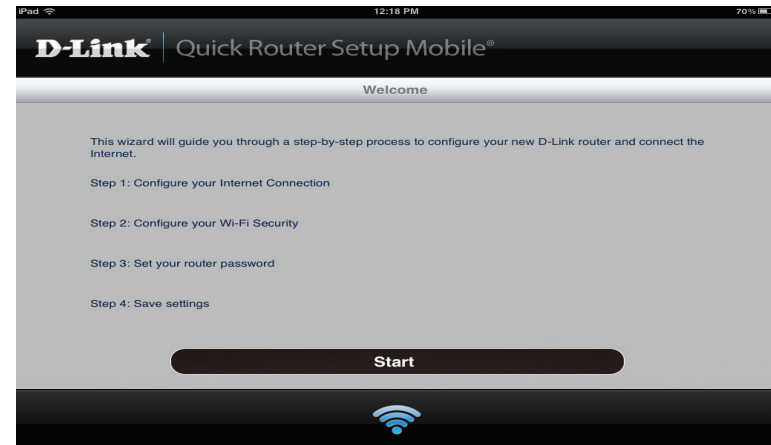 iPad 12:18 PM 70%
D-Link® Quick Router Setup Mobile®
Welcome
This wizard will guide you through a step-by-step process to configure your new D-Link router and connect the
Internet.
Step 1: Configure your Internet Connection
Step 2: Configure your Wi-Fi Security
Step 3: Set your router password
Step 4: Save settings
Start